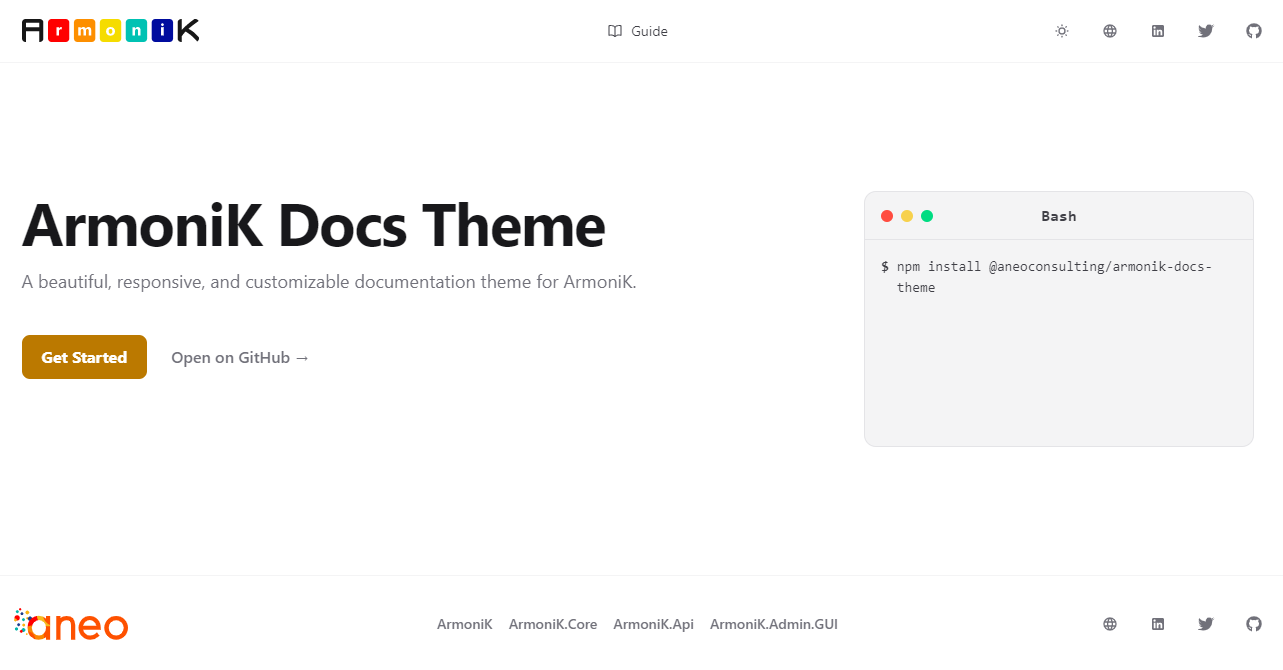 ArmoniK
Guide
ArmoniK Docs Theme
A beautiful, responsive, and customizable documentation theme for ArmoniK.
Get Started
Open on GitHub →
Bash
$ npm install @aneoconsulting/armonik-docs-
theme
aneo
ArmoniK ArmoniK.Core ArmoniK.Api ArmoniK.Admin.GUI